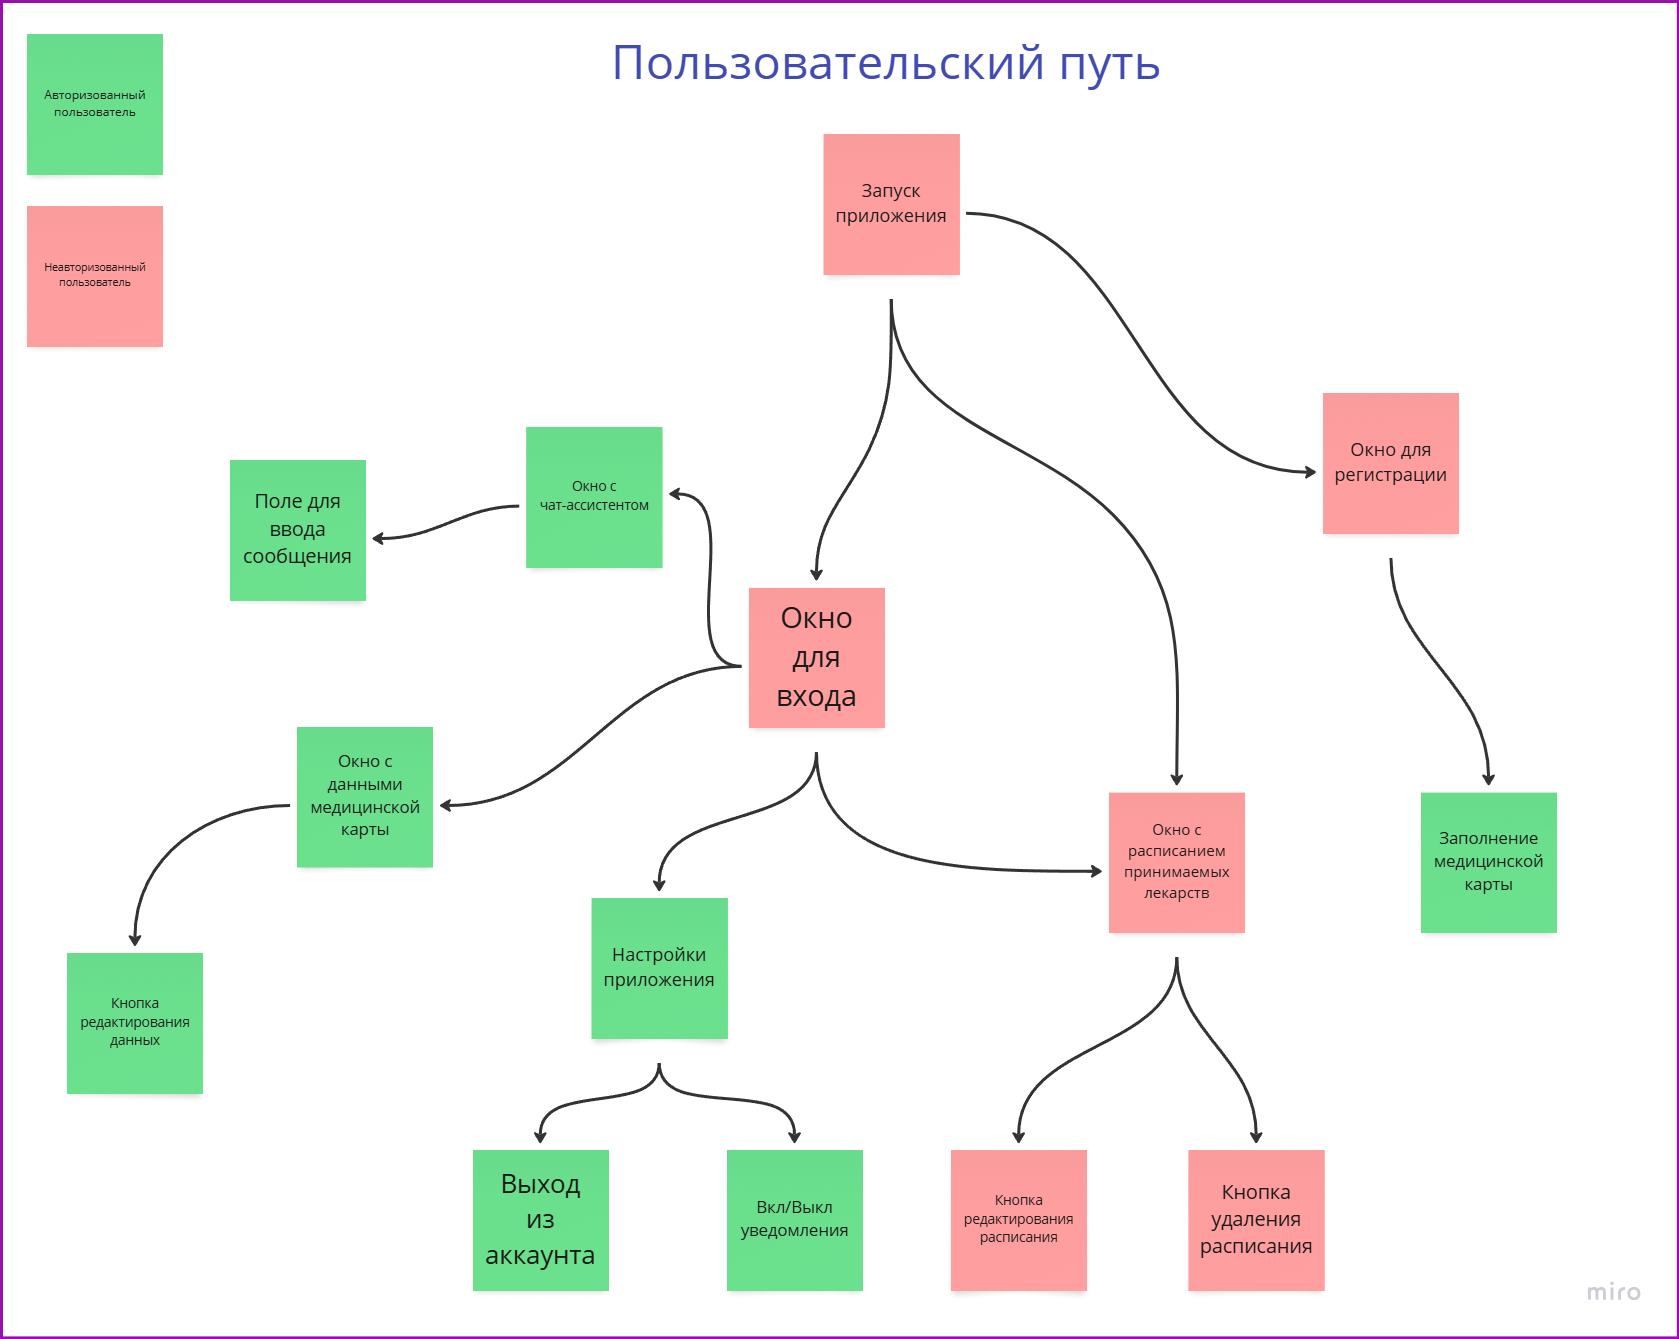 Пользовательский путь
Авторизованный
пользователь
Неавторизованный
пользователь
Запуск
приложения
Окно для
регистрации
Окно с
чат-ассистентом
Поле для
ввода
сообщения
Окно
для
входа
Окно с
данными
медицинской
карты
Окно с
расписанием
принимаемых
лекарств
Заполнение
медицинской
карты
Настройки
приложения
Кнопка
редактирования
данных
Выход
из
аккаунта
Вкл/Выкл
уведомления
Кнопка
редактирования
расписания
Кнопка
удаления
расписания
miro